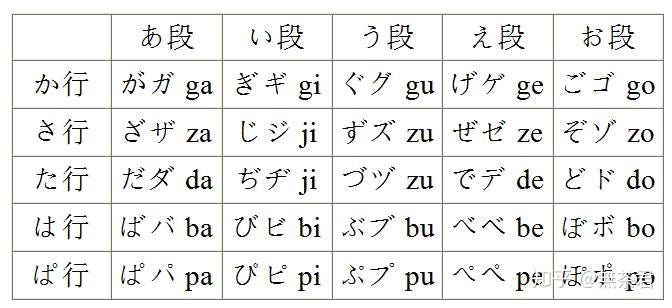 あ段 い段 う段 え段 お段
か行 がガ ga ぎギ gi ぐグ gu げゲ ge ごゴ go
さ行 ざザ za じジ ji ずズ zu ぜゼ ze ぞゾ zo
た行 だダ da ぢヂ ji づヅ zu でデ de どド do
は行 ばバ ba びビ bi ぶブ bu べベ be ぼボ bo
ぱ行 ぱパ pa ぴピ pi ぷプ pu ぺペ pe ぽポ po
知乎 @無茶君